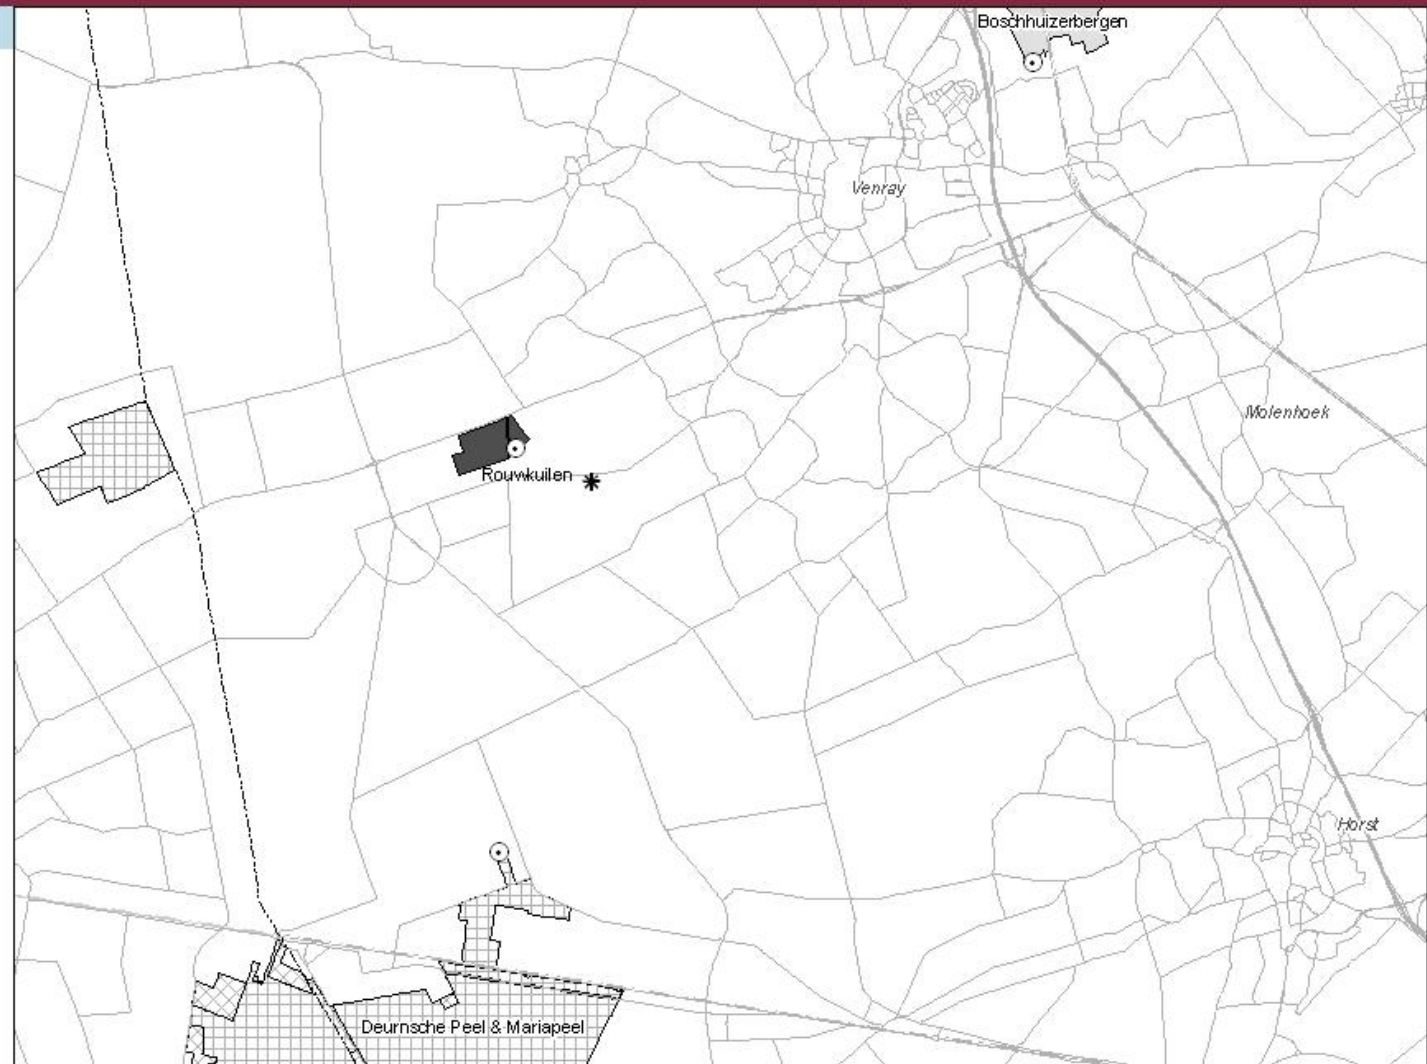 Boschhuizerbergen
Venray
Molenhoek
Rouwkuilen
Horst
Deurnsche Peel & Mariapeel